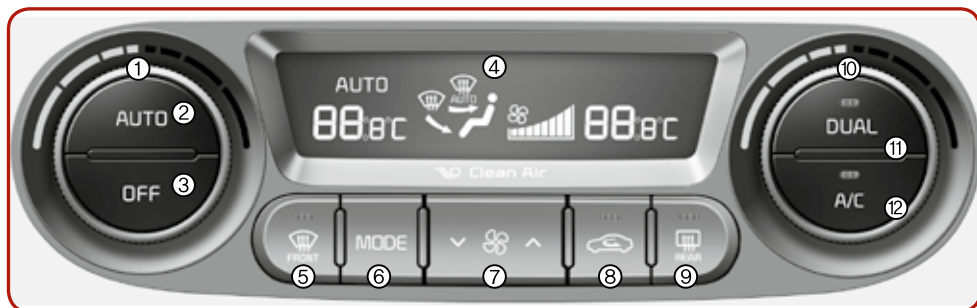 ① ④ ⑩
AUTO ② AUTO AUTO DUAL
88.8°C 88.8°C
⑪
OFF ③ Clean Air A/C ⑫
FRONT MODE REAR
⑤ ⑥ ⑦ ⑧ ⑨